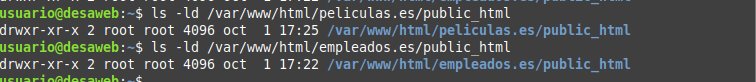 usuario@desaweb:~$ ls -ld /var/www/html/peliculas.es/public_html
drwxr-xr-x 2 root root 4096 oct  1 17:25 /var/www/html/peliculas.es/public_html
usuario@desaweb:~$ ls -ld /var/www/html/empleados.es/public_html
drwxr-xr-x 2 root root 4096 oct  1 17:22 /var/www/html/empleados.es/public_html
usuario@desaweb:~$